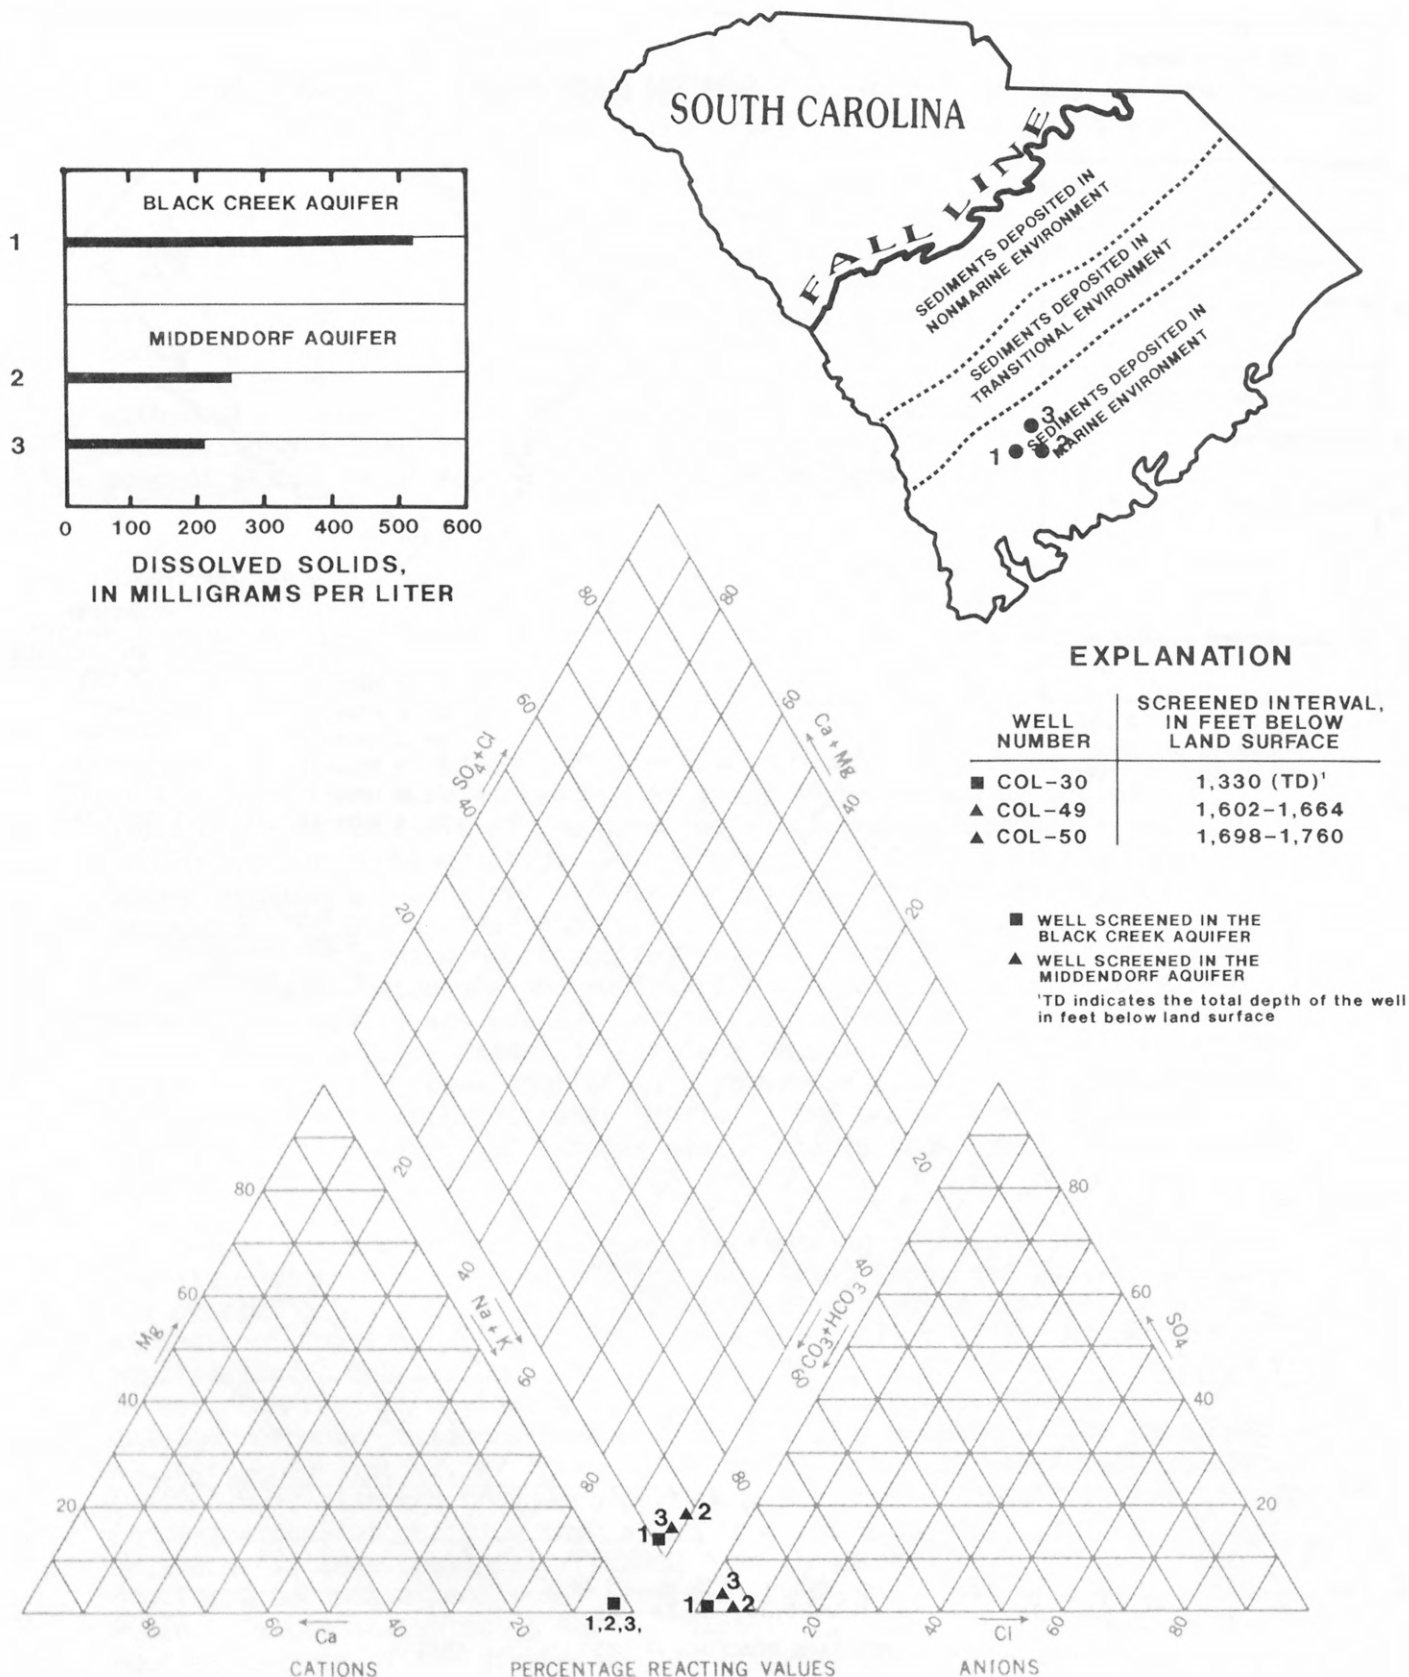 SOUTH CAROLINA
FALL LINE
SEDIMENTS DEPOSITED IN
NONMARINE ENVIRONMENT
SEDIMENTS DEPOSITED IN
TRANSITIONAL ENVIRONMENT
SEDIMENTS DEPOSITED IN
MARINE ENVIRONMENT
3
1
2
BLACK CREEK AQUIFER
1
MIDDENDORF AQUIFER
2
3
0 100 200 300 400 500 600
DISSOLVED SOLIDS,
IN MILLIGRAMS PER LITER
EXPLANATION
WELL
NUMBER
SCREENED INTERVAL,
IN FEET BELOW
LAND SURFACE
■ COL-30 1,330 (TD)¹
▲ COL-49 1,602-1,664
▲ COL-50 1,698-1,760
■ WELL SCREENED IN THE
BLACK CREEK AQUIFER
▲ WELL SCREENED IN THE
MIDDENDORF AQUIFER
¹TD indicates the total depth of the well
in feet below land surface
80 80
60 60
SO₄+Cl Ca+Mg
40 40
20 20
20 20
80 80
40 40
60 60
Mg Na+K CO₃+HCO₃ SO₄
60 60
40 40
80 80
20 20
3 2
1
3
1 2
1,2,3,
80 40 20 20 40 60 80
Ca Cl
CATIONS PERCENTAGE REACTING VALUES ANIONS